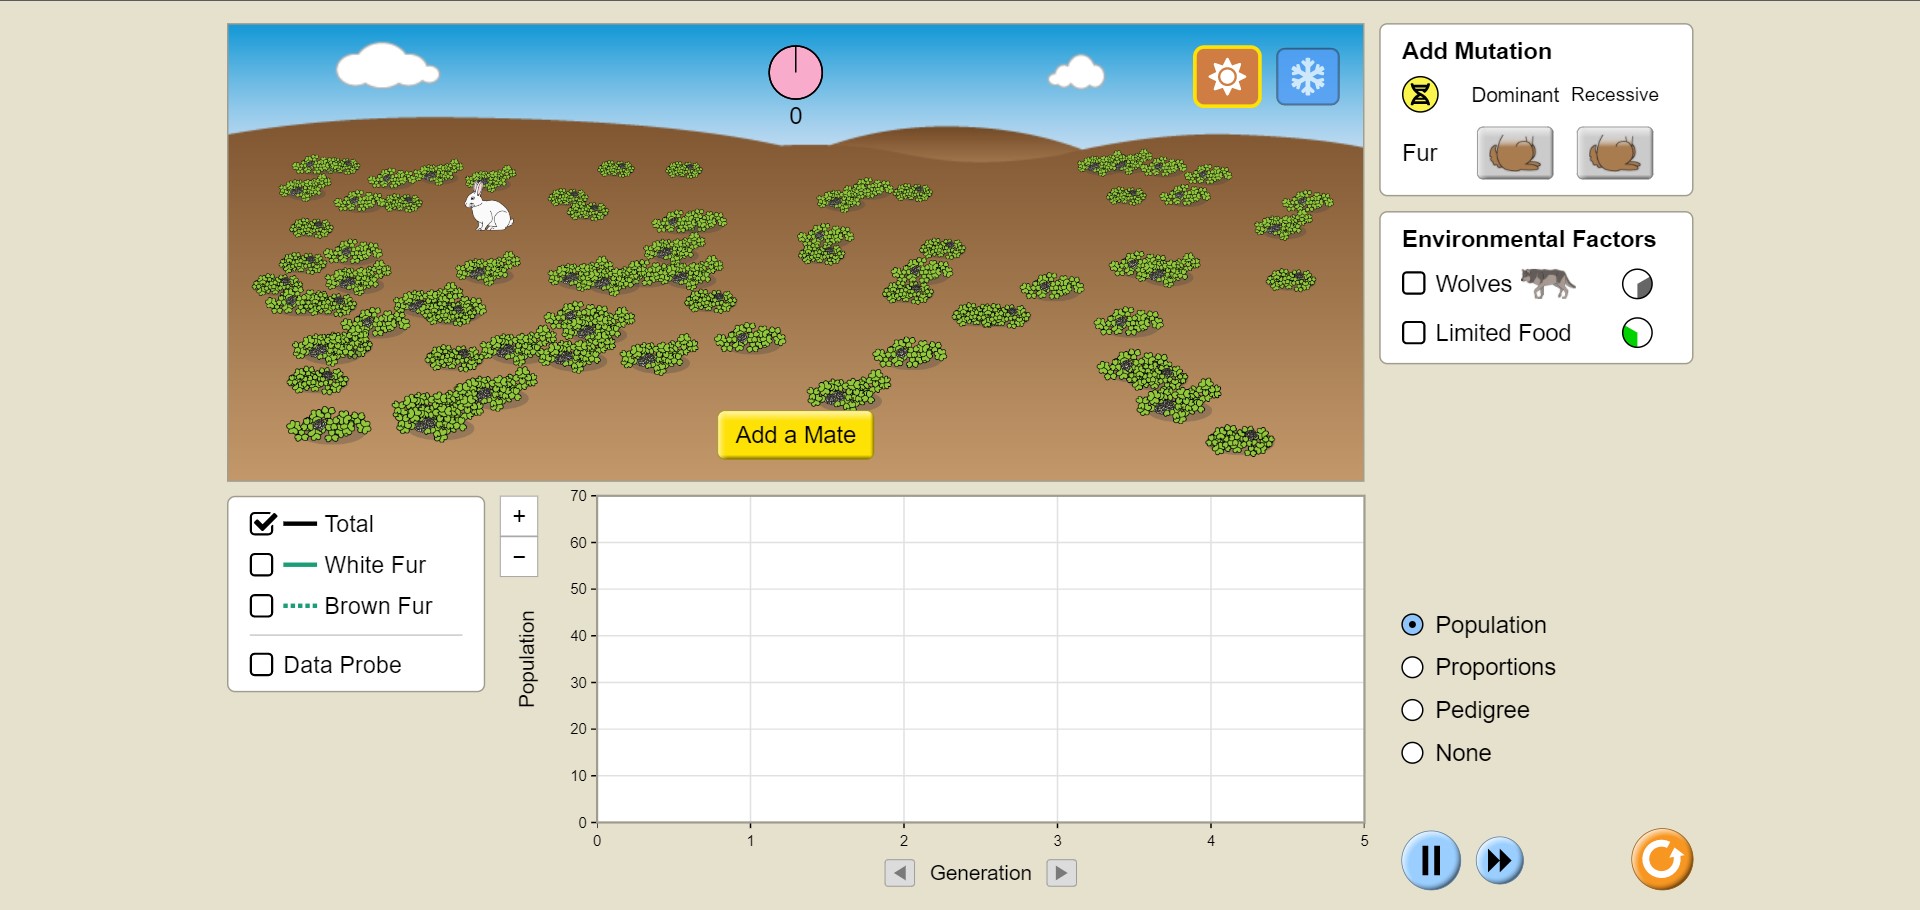 0
Add a Mate
Add Mutation
Dominant Recessive
Fur
Environmental Factors
Wolves
Limited Food
Total
White Fur
Brown Fur
Data Probe
+
−
Population
70
60
50
40
30
20
10
0
0 1 2 3 4 5
Generation
Population
Proportions
Pedigree
None